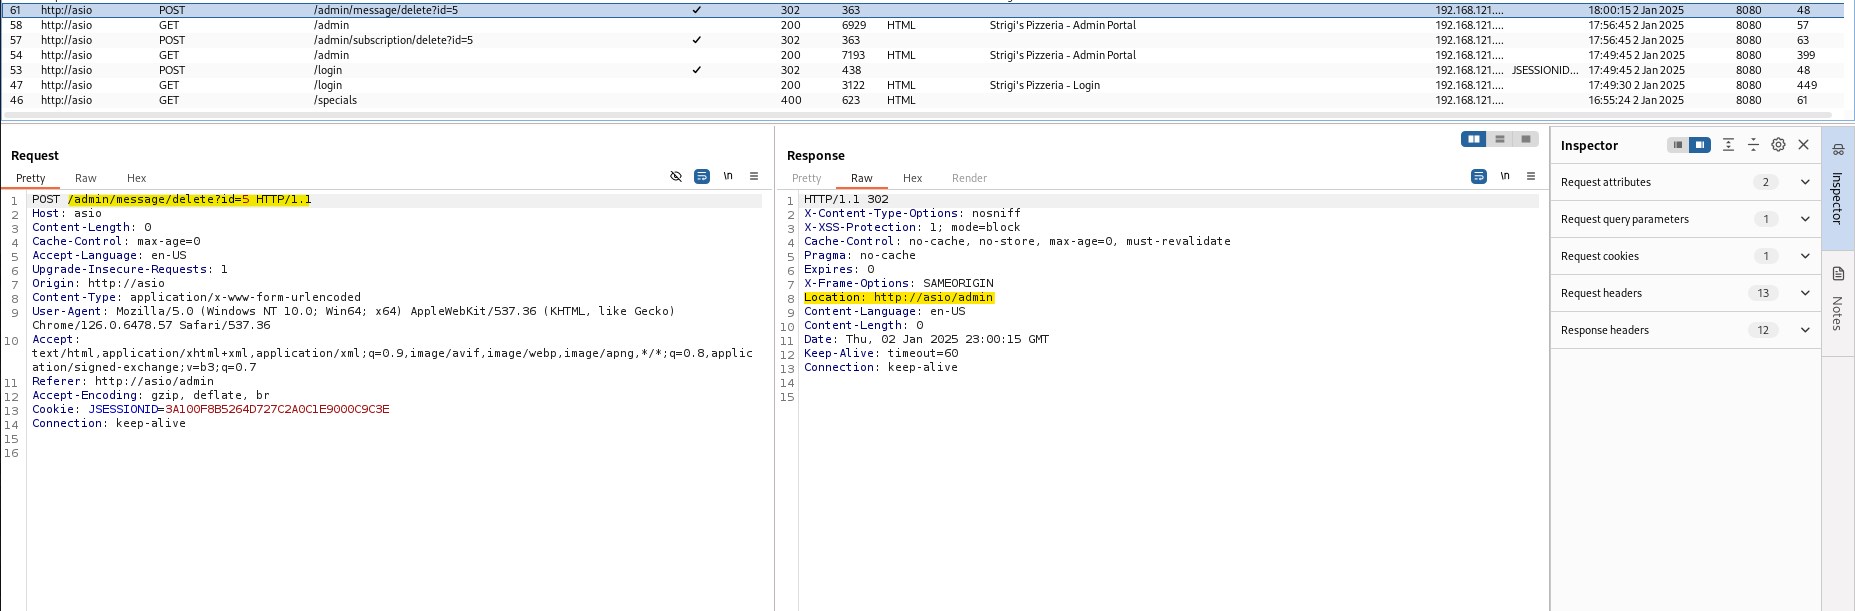 61 http://asio POST /admin/message/delete?id=5 ✓ 302 363 192.168.121.... 18:00:15 2 Jan 2025 8080 48
58 http://asio GET /admin 200 6929 HTML Strigi's Pizzeria - Admin Portal 192.168.121.... 17:56:45 2 Jan 2025 8080 57
57 http://asio POST /admin/subscription/delete?id=5 ✓ 302 363 192.168.121.... 17:56:45 2 Jan 2025 8080 63
54 http://asio GET /admin 200 7193 HTML Strigi's Pizzeria - Admin Portal 192.168.121.... 17:49:45 2 Jan 2025 8080 399
53 http://asio POST /login ✓ 302 438 192.168.121.... JSESSIONID... 17:49:45 2 Jan 2025 8080 48
47 http://asio GET /login 200 3122 HTML Strigi's Pizzeria - Login 192.168.121.... 17:49:30 2 Jan 2025 8080 449
46 http://asio GET /specials 400 623 HTML 192.168.121.... 16:55:24 2 Jan 2025 8080 61
Request
Pretty Raw Hex \n
1 POST /admin/message/delete?id=5 HTTP/1.1
2 Host: asio
3 Content-Length: 0
4 Cache-Control: max-age=0
5 Accept-Language: en-US
6 Upgrade-Insecure-Requests: 1
7 Origin: http://asio
8 Content-Type: application/x-www-form-urlencoded
9 User-Agent: Mozilla/5.0 (Windows NT 10.0; Win64; x64) AppleWebKit/537.36 (KHTML, like Gecko)
Chrome/126.0.6478.57 Safari/537.36
10 Accept:
text/html,application/xhtml+xml,application/xml;q=0.9,image/avif,image/webp,image/apng,*/*;q=0.8,applic
ation/signed-exchange;v=b3;q=0.7
11 Referer: http://asio/admin
12 Accept-Encoding: gzip, deflate, br
13 Cookie: JSESSIONID=3A100F8B5264D727C2A0C1E9000C9C3E
14 Connection: keep-alive
15
16
Response
Pretty Raw Hex Render \n
1 HTTP/1.1 302
2 X-Content-Type-Options: nosniff
3 X-XSS-Protection: 1; mode=block
4 Cache-Control: no-cache, no-store, max-age=0, must-revalidate
5 Pragma: no-cache
6 Expires: 0
7 X-Frame-Options: SAMEORIGIN
8 Location: http://asio/admin
9 Content-Language: en-US
10 Content-Length: 0
11 Date: Thu, 02 Jan 2025 23:00:15 GMT
12 Keep-Alive: timeout=60
13 Connection: keep-alive
14
15
Inspector
Request attributes 2
Request query parameters 1
Request cookies 1
Request headers 13
Response headers 12
Inspector
Notes